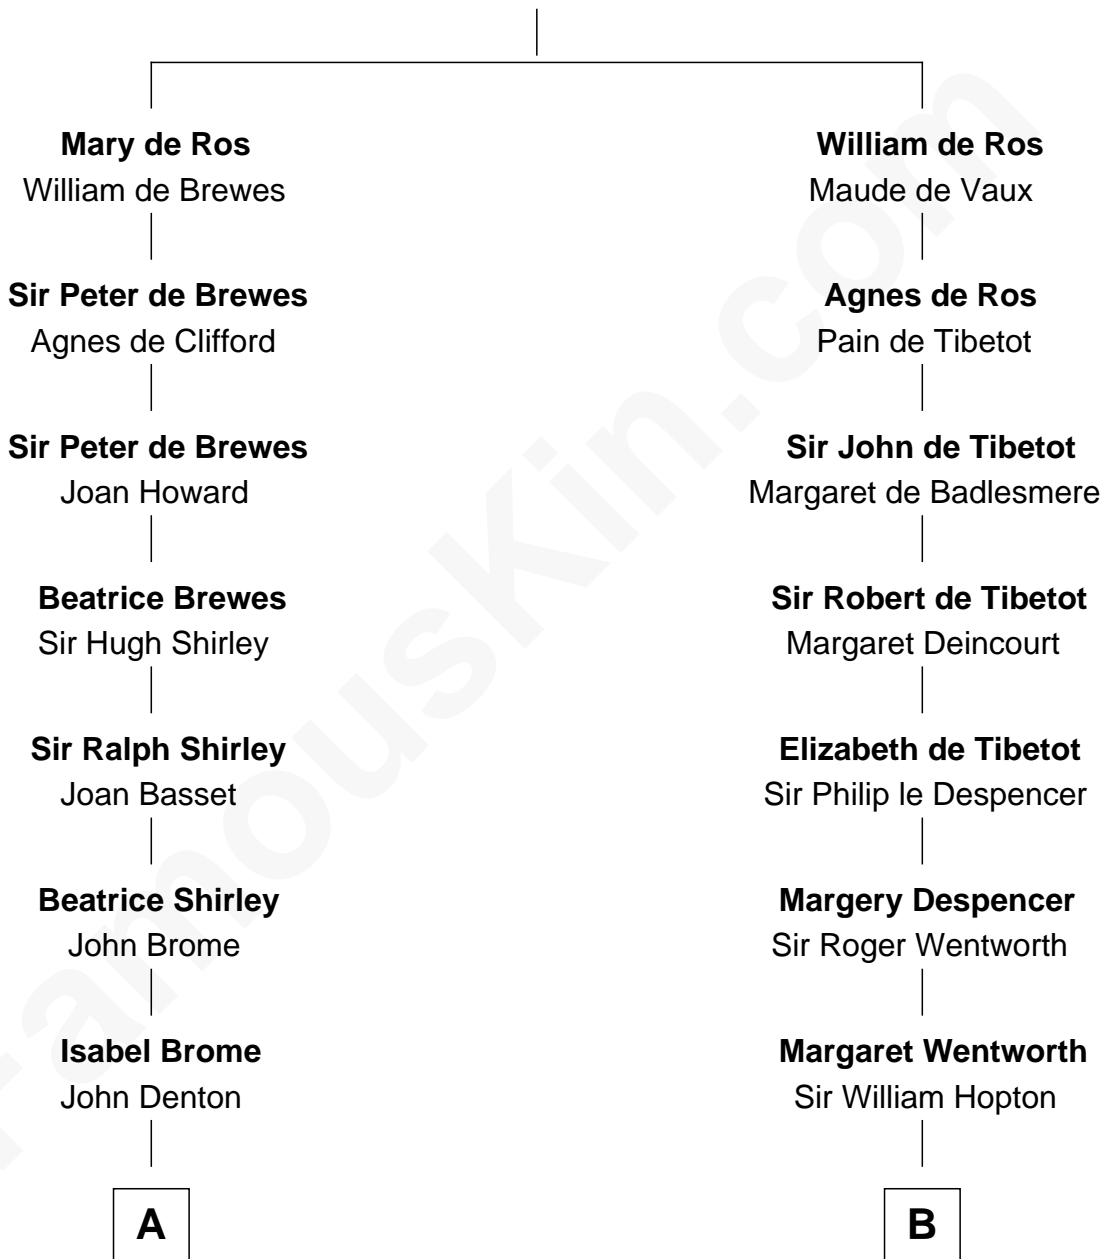 Mary de Ros
William de Brewes
Sir Peter de Brewes
Agnes de Clifford
Sir Peter de Brewes
Joan Howard
Beatrice Brewes
Sir Hugh Shirley
Sir Ralph Shirley
Joan Basset
Beatrice Shirley
John Brome
Isabel Brome
John Denton
A
William de Ros
Maude de Vaux
Agnes de Ros
Pain de Tibetot
Sir John de Tibetot
Margaret de Badlesmere
Sir Robert de Tibetot
Margaret Deincourt
Elizabeth de Tibetot
Sir Philip le Despencer
Margery Despencer
Sir Roger Wentworth
Margaret Wentworth
Sir William Hopton
B
FamousKin.com